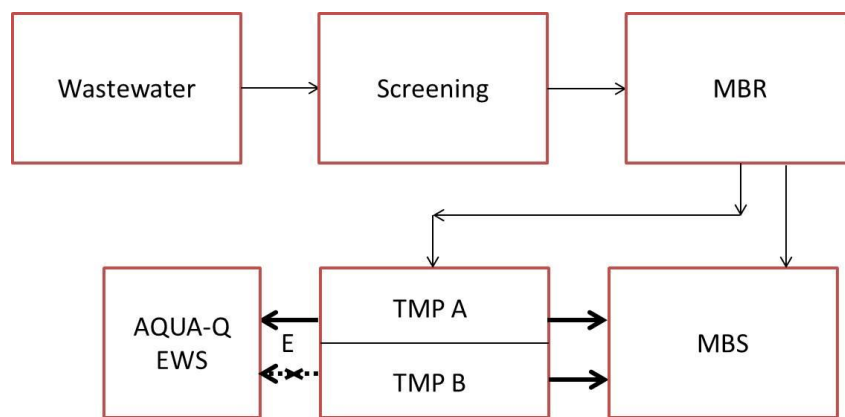 Wastewater
Screening
MBR
AQUA-Q
EWS
E
TMP A
TMP B
MBS